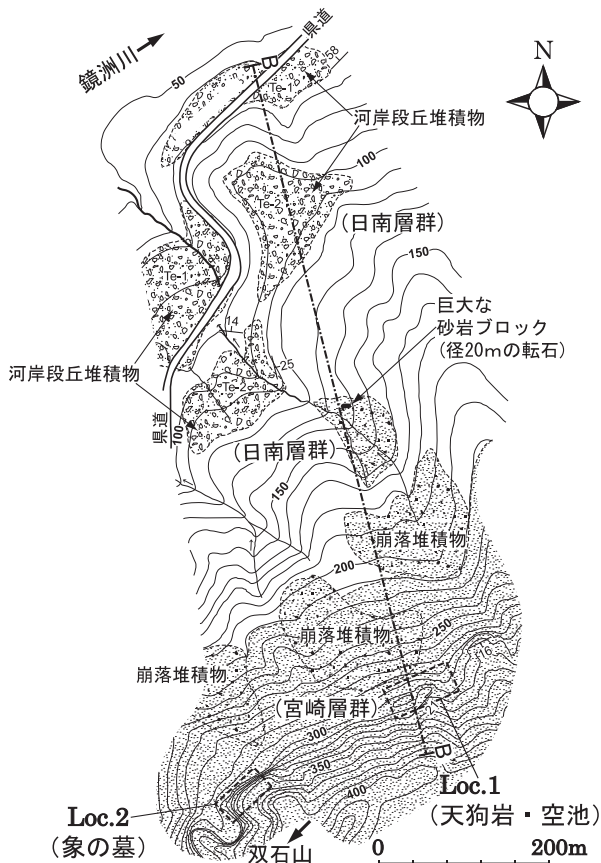 県道
鏡洲川
B
58
N
50
Te-1
河岸段丘堆積物
100
Te-2
(日南層群)
150
Te-1
巨大な
砂岩ブロック
(径20mの転石)
14
25
河岸段丘堆積物
Te-2
県道
100
(日南層群)
150
崩落堆積物
200
崩落堆積物
250
16
崩落堆積物
(宮崎層群)
300
B
350
400
Loc.1
(天狗岩・空池)
Loc.2
(象の墓)
双石山
0
200m